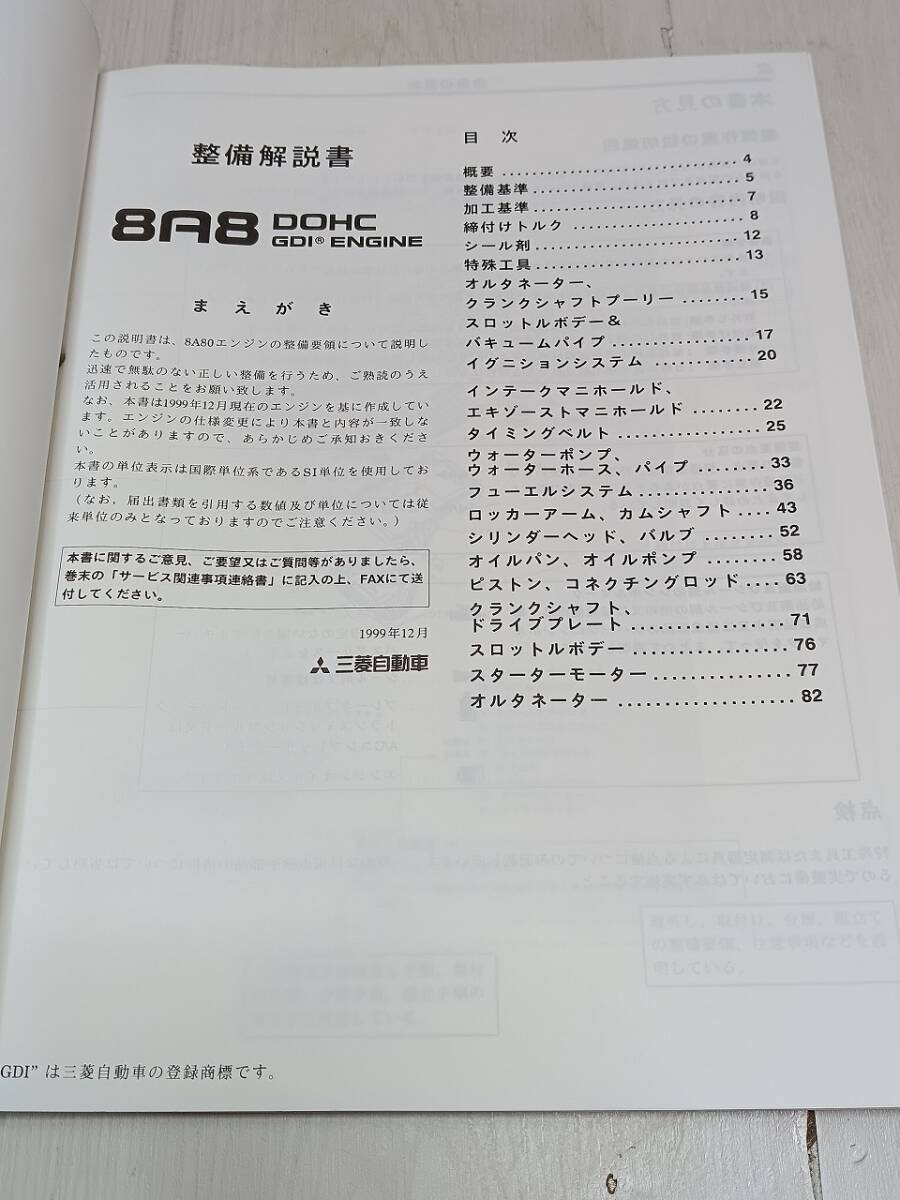 整備解説書
8A8 DOHC
GDI® ENGINE
まえがき
この説明書は、8A80エンジンの整備要領について説明し
たものです。
迅速で無駄のない正しい整備を行うため、ご熟読のうえ
活用されることをお願い致します。
なお、本書は1999年12月現在のエンジンを基に作成してい
ます。エンジンの仕様変更により本書と内容が一致しな
いことがありますので、あらかじめご承知おきくださ
い。
本書の単位表示は国際単位系であるSI単位を使用してお
ります。
(なお、届出書類を引用する数値及び単位については従
来単位のみとなっておりますのでご注意ください。)
本書に関するご意見、ご要望又はご質問等がありましたら、
巻末の「サービス関連事項連絡書」に記入の上、FAXにて送
付してください。
1999年12月
三菱自動車
目次
概要 ................................ 4
整備基準 ............................ 5
加工基準 ............................ 7
締付けトルク ....................... 8
シール剤 ........................... 12
特殊工具 ........................... 13
オルタネーター、
クランクシャフトプーリー ........ 15
スロットルボデー&
バキュームパイプ ................. 17
イグニションシステム ............ 20
インテークマニホールド、
エキゾーストマニホールド ........ 22
タイミングベルト ................. 25
ウォーターポンプ、
ウォーターホース、パイプ ........ 33
フューエルシステム ............... 36
ロッカーアーム、カムシャフト .... 43
シリンダーヘッド、バルブ ........ 52
オイルパン、オイルポンプ ........ 58
ピストン、コネクチングロッド .... 63
クランクシャフト、
ドライブプレート ................. 71
スロットルボデー ................. 76
スターターモーター ............... 77
オルタネーター ................... 82
GDI” は三菱自動車の登録商標です。